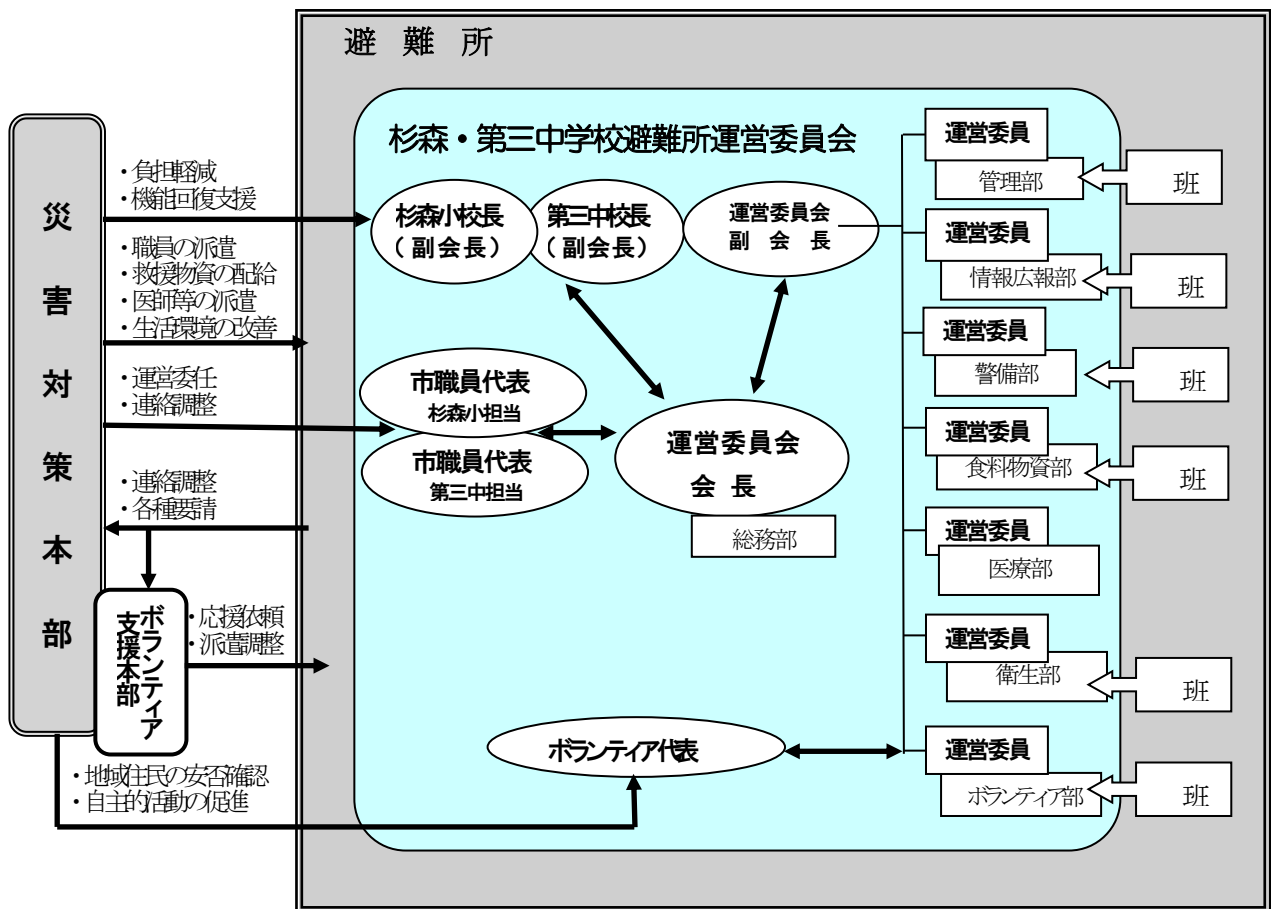 避難所
災害対策本部
・負担軽減
・機能回復支援
・職員の派遣
・救援物資の配給
・医師等の派遣
・生活環境の改善
・運営委任
・連絡調整
・連絡調整
・各種要請
ボランティア
支援本部
・応援依頼
・派遣調整
・地域住民の安否確認
・自主的活動の促進
杉森・第三中学校避難所運営委員会
杉森小校長
(副会長)
第三中校長
(副会長)
運営委員会
副会長
市職員代表
杉森小担当
市職員代表
第三中担当
運営委員会
会長
総務部
ボランティア代表
運営委員
管理部
班
運営委員
情報広報部
班
運営委員
警備部
班
運営委員
食料物資部
班
運営委員
医療部
運営委員
衛生部
班
運営委員
ボランティア部
班